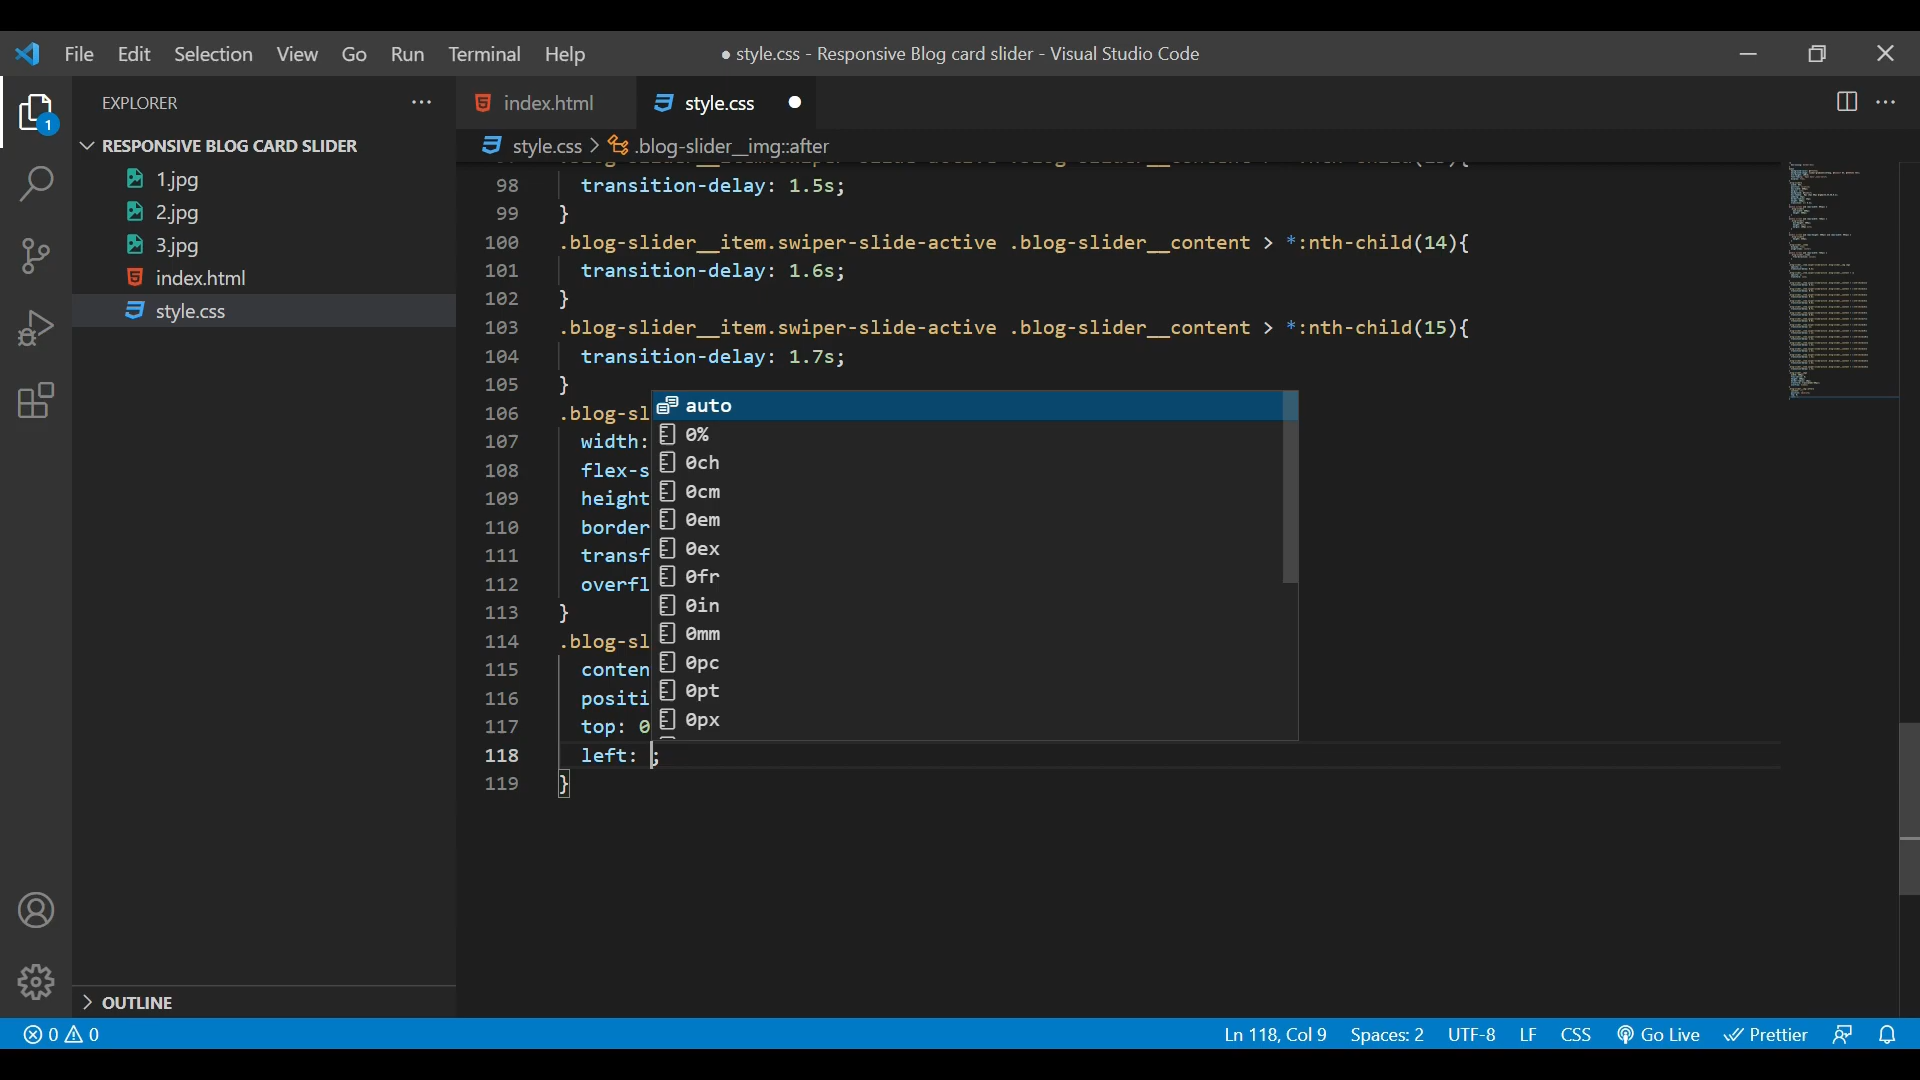 File Edit Selection View Go Run Terminal Help
● style.css - Responsive Blog card slider - Visual Studio Code
EXPLORER
index.html
style.css
style.css > .blog-slider__img::after
1
RESPONSIVE BLOG CARD SLIDER
1.jpg
2.jpg
3.jpg
index.html
style.css
98 transition-delay: 1.5s;
99 }
100 .blog-slider__item.swiper-slide-active .blog-slider__content > *:nth-child(14){
101 transition-delay: 1.6s;
102 }
103 .blog-slider__item.swiper-slide-active .blog-slider__content > *:nth-child(15){
104 transition-delay: 1.7s;
105 }
106 .blog-sl
107 width:
108 flex-s
109 height
110 border
111 transf
112 overfl
113 }
114 .blog-sl
115 conten
116 positi
117 top: 0
118 left: ;
119 }
auto
0%
0ch
0cm
0em
0ex
0fr
0in
0mm
0pc
0pt
0px
OUTLINE
0 0
Ln 118, Col 9 Spaces: 2 UTF-8 LF CSS Go Live Prettier